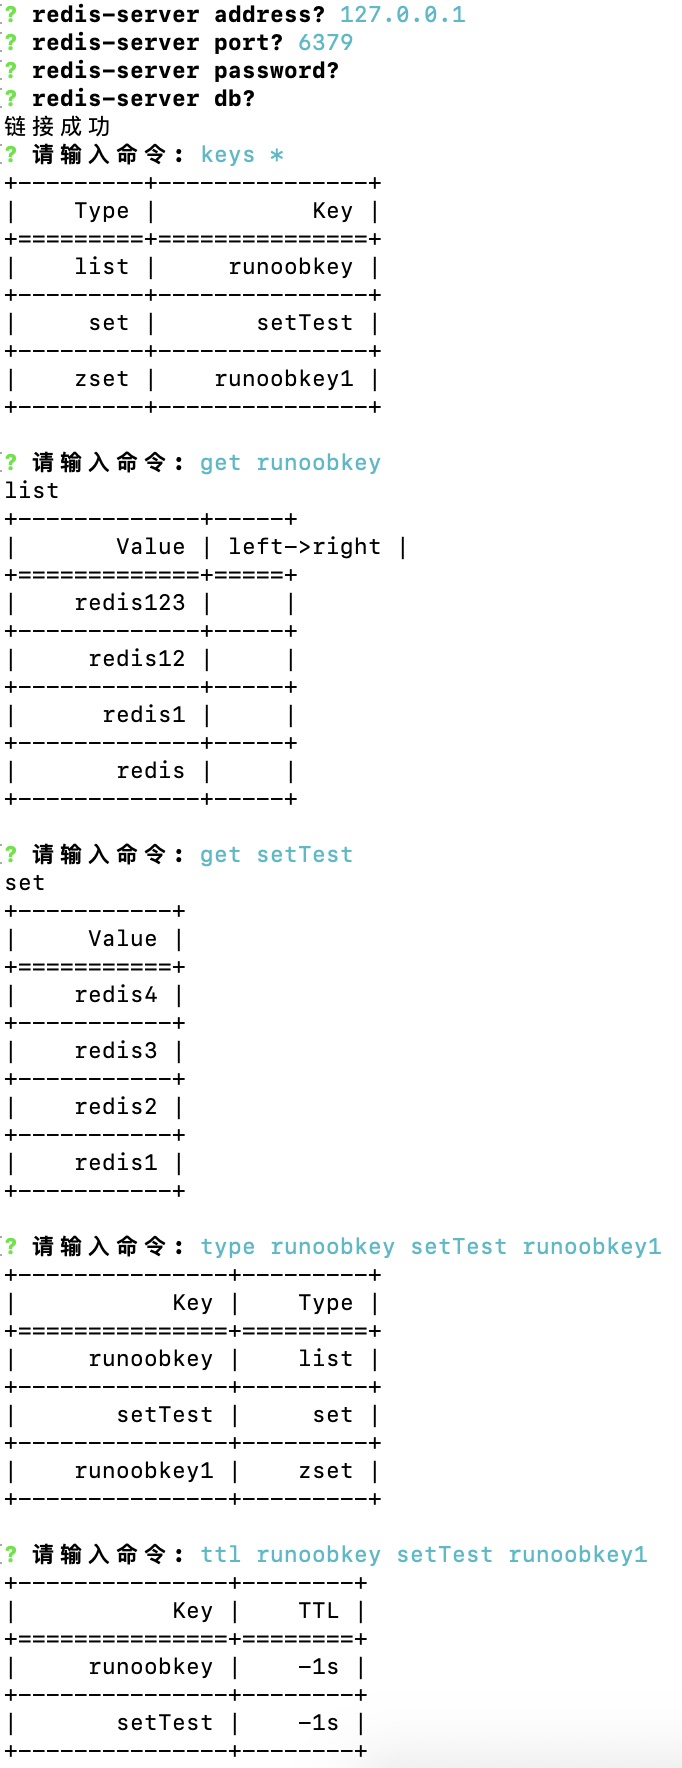 ? redis-server address? 127.0.0.1
? redis-server port? 6379
? redis-server password?
? redis-server db?
链接成功
? 请输入命令: keys *
+---------+---------------+
|    Type |           Key |
+=========+===============+
|    list |     runoobkey |
+---------+---------------+
|     set |       setTest |
+---------+---------------+
|    zset |    runoobkey1 |
+---------+---------------+
? 请输入命令: get runoobkey
list
+-------------+-----+
|       Value | left->right |
+=============+=====+
|    redis123 |     |
+-------------+-----+
|     redis12 |     |
+-------------+-----+
|      redis1 |     |
+-------------+-----+
|       redis |     |
+-------------+-----+
? 请输入命令: get setTest
set
+-----------+
|     Value |
+===========+
|    redis4 |
+-----------+
|    redis3 |
+-----------+
|    redis2 |
+-----------+
|    redis1 |
+-----------+
? 请输入命令: type runoobkey setTest runoobkey1
+---------------+---------+
|           Key |    Type |
+===============+=========+
|     runoobkey |    list |
+---------------+---------+
|       setTest |     set |
+---------------+---------+
|    runoobkey1 |    zset |
+---------------+---------+
? 请输入命令: ttl runoobkey setTest runoobkey1
+---------------+--------+
|           Key |    TTL |
+===============+========+
|     runoobkey |    -1s |
+---------------+--------+
|       setTest |    -1s |
+---------------+--------+